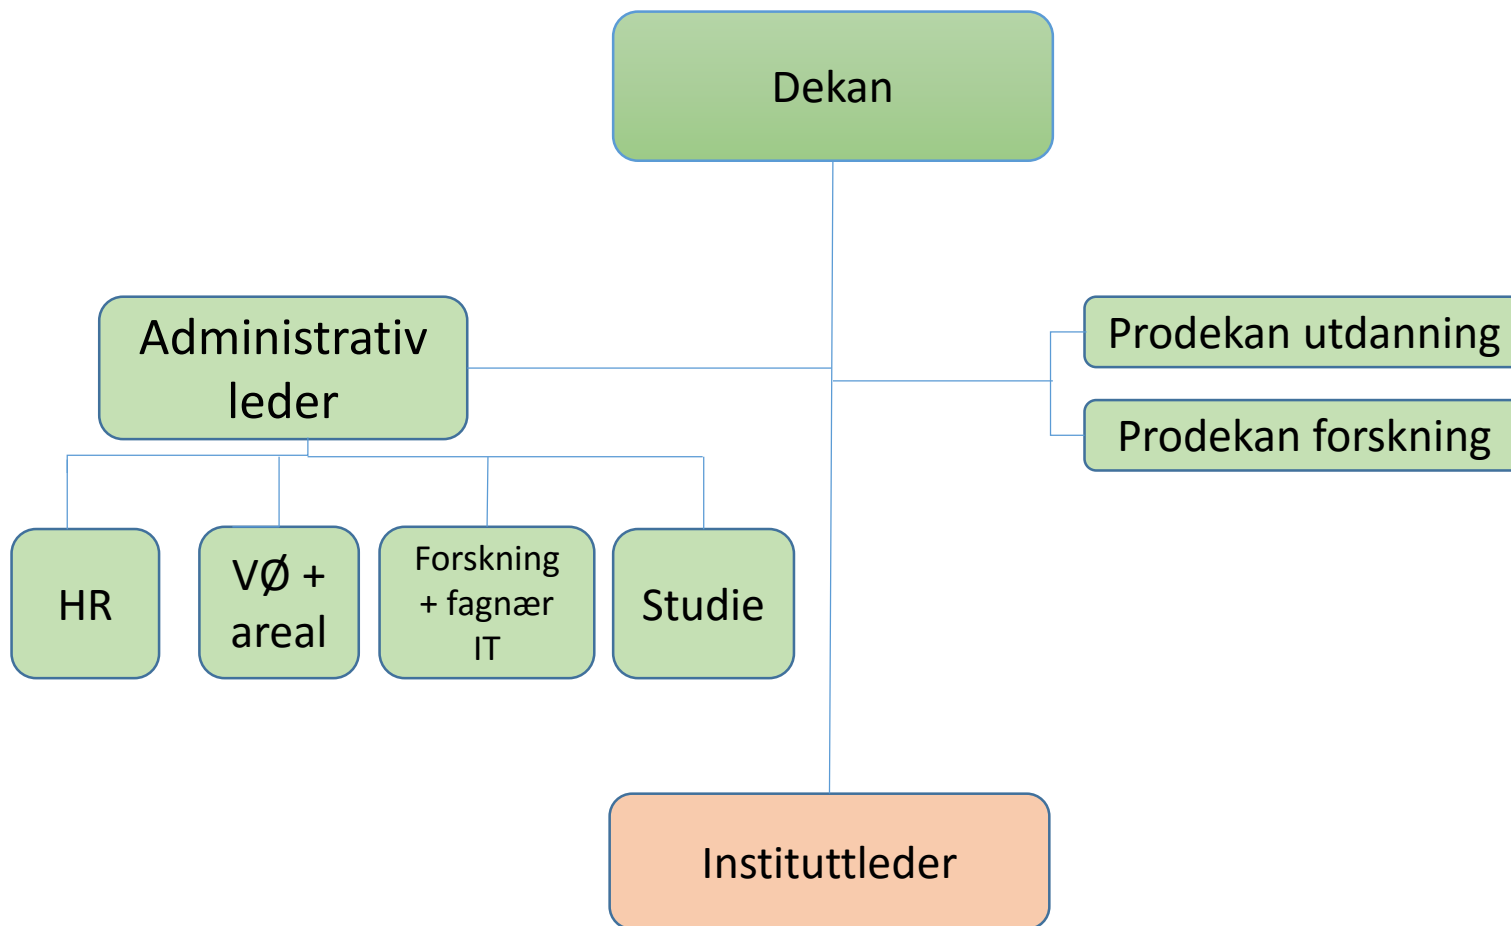 Dekan
Administrativ
leder
Prodekan utdanning
Prodekan forskning
HR
VØ +
areal
Forskning
+ fagnær
IT
Studie
Instituttleder